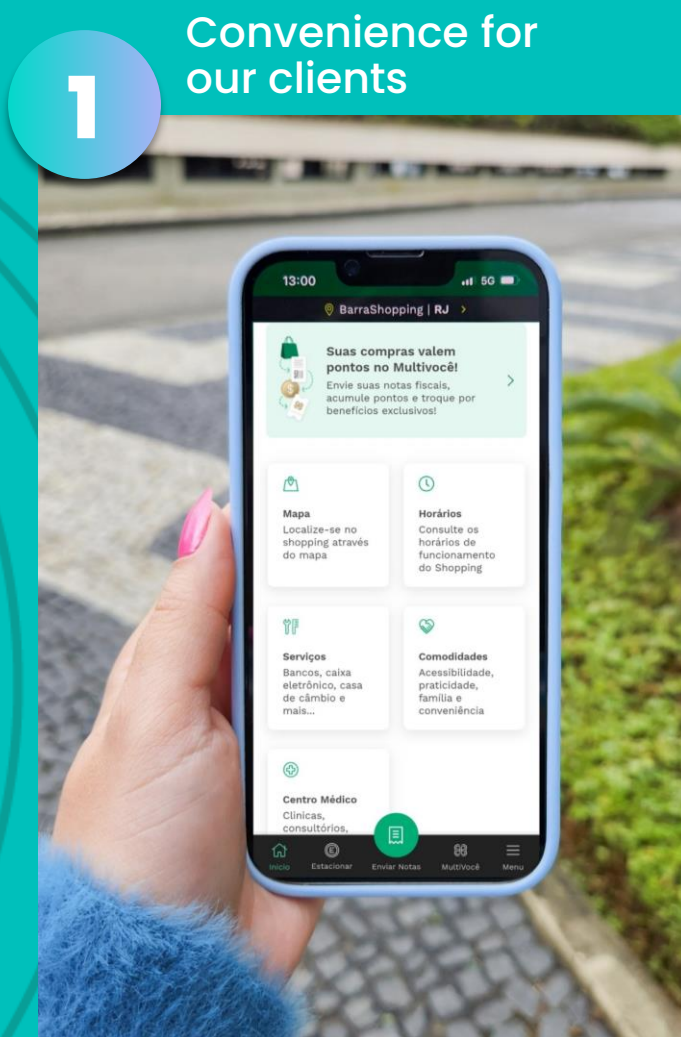 1
Convenience for
our clients
13:00
5G
BarraShopping | RJ >
Suas compras valem
pontos no Multivocê!
Envie suas notas fiscais,
acumule pontos e troque por
benefícios exclusivos!
Mapa
Localize-se no
shopping através
do mapa
Horários
Consulte os
horários de
funcionamento
do Shopping
Serviços
Bancos, caixa
eletrônico, casa
de câmbio e
mais...
Comodidades
Acessibilidade,
praticidade,
família e
conveniência
Centro Médico
Clínicas,
consultórios,
Início
Estacionar
Enviar Notas
MultiVocê
Menu